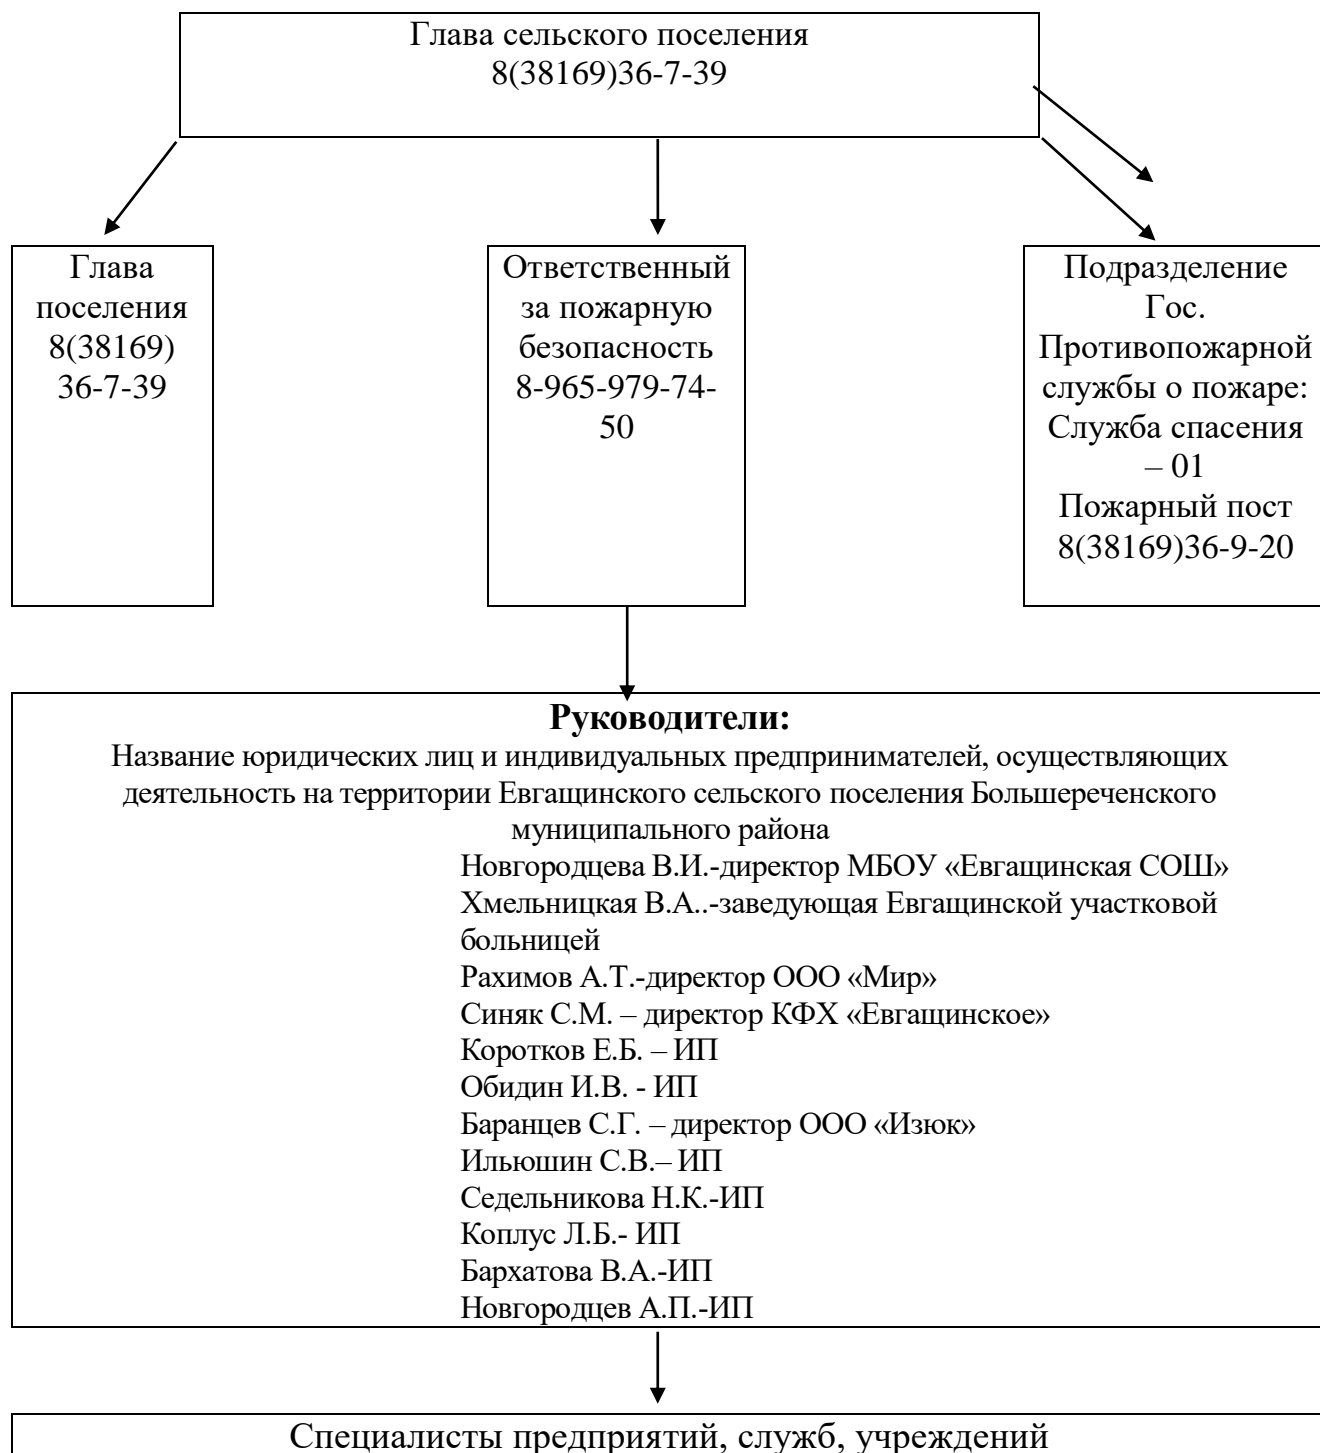 Глава сельского поселения
8(38169)36-7-39
Глава
поселения
8(38169)
36-7-39
Ответственный
за пожарную
безопасность
8-965-979-74-
50
Подразделение
Гос.
Противопожарной
службы о пожаре:
Служба спасения
– 01
Пожарный пост
8(38169)36-9-20
Руководители:
Название юридических лиц и индивидуальных предпринимателей, осуществляющих
деятельность на территории Евгащинского сельского поселения Большереченского
муниципального района
Новгородцева В.И.-директор МБОУ «Евгащинская СОШ»
Хмельницкая В.А..-заведующая Евгащинской участковой
больницей
Рахимов А.Т.-директор ООО «Мир»
Синяк С.М. – директор КФХ «Евгащинское»
Коротков Е.Б. – ИП
Обидин И.В. - ИП
Баранцев С.Г. – директор ООО «Изюк»
Ильюшин С.В.– ИП
Седельникова Н.К.-ИП
Коплус Л.Б.- ИП
Бархатова В.А.-ИП
Новгородцев А.П.-ИП
Специалисты предприятий, служб, учреждений